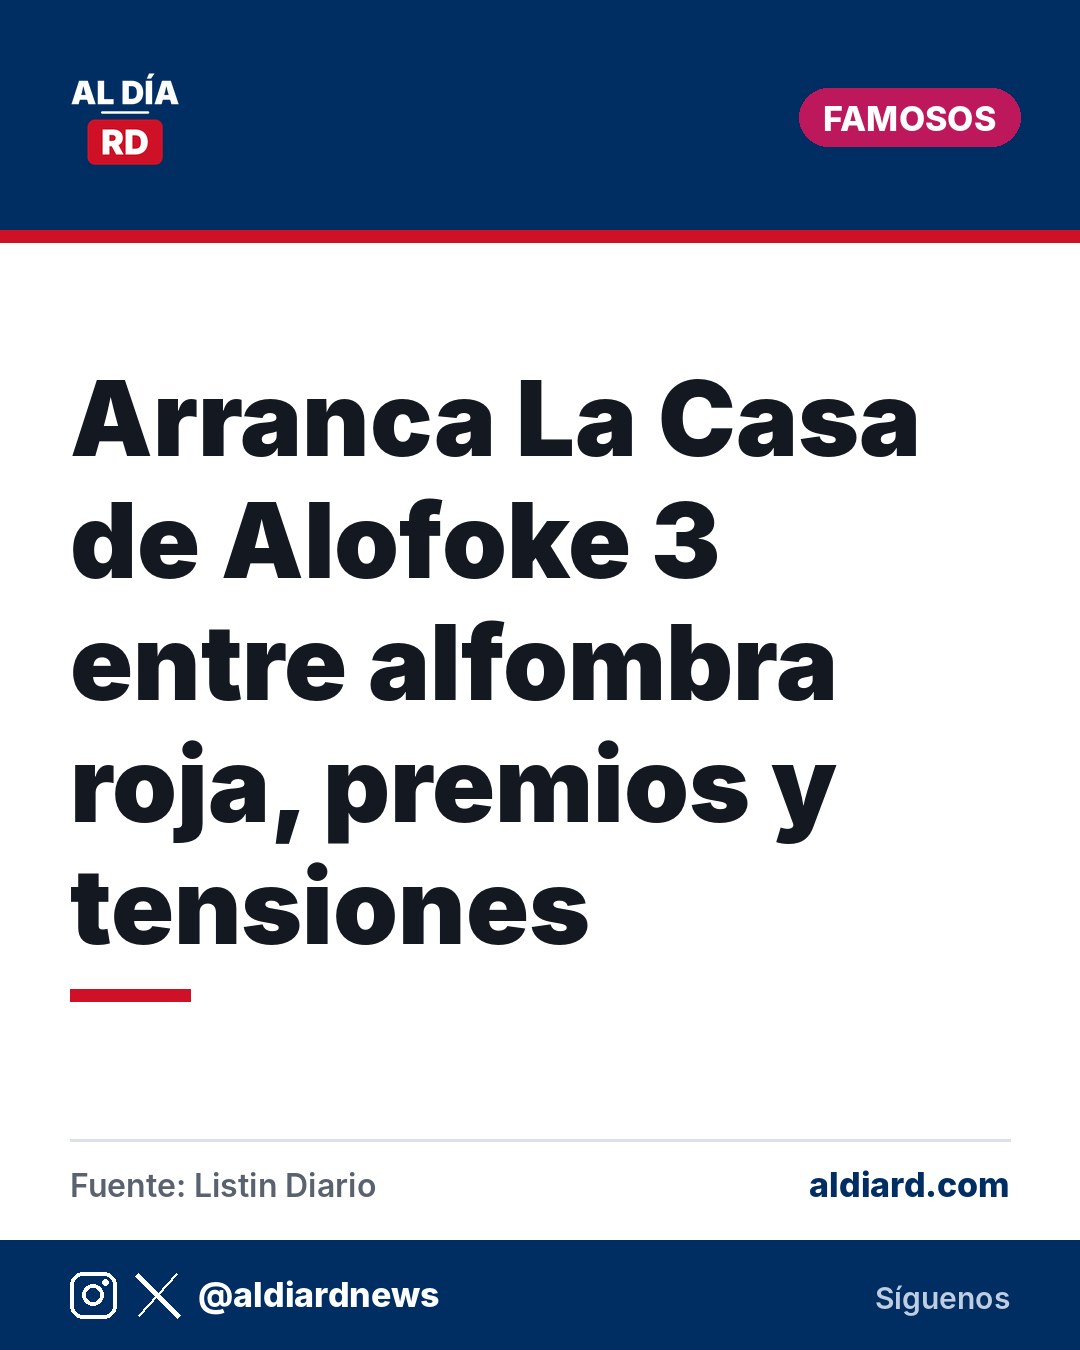 AL DÍA
RD
FAMOSOS
Arranca La Casa
de Alofoke 3
entre alfombra
roja, premios y
tensiones
Fuente: Listin Diario
aldiard.com
@aldiardnews
Síguenos